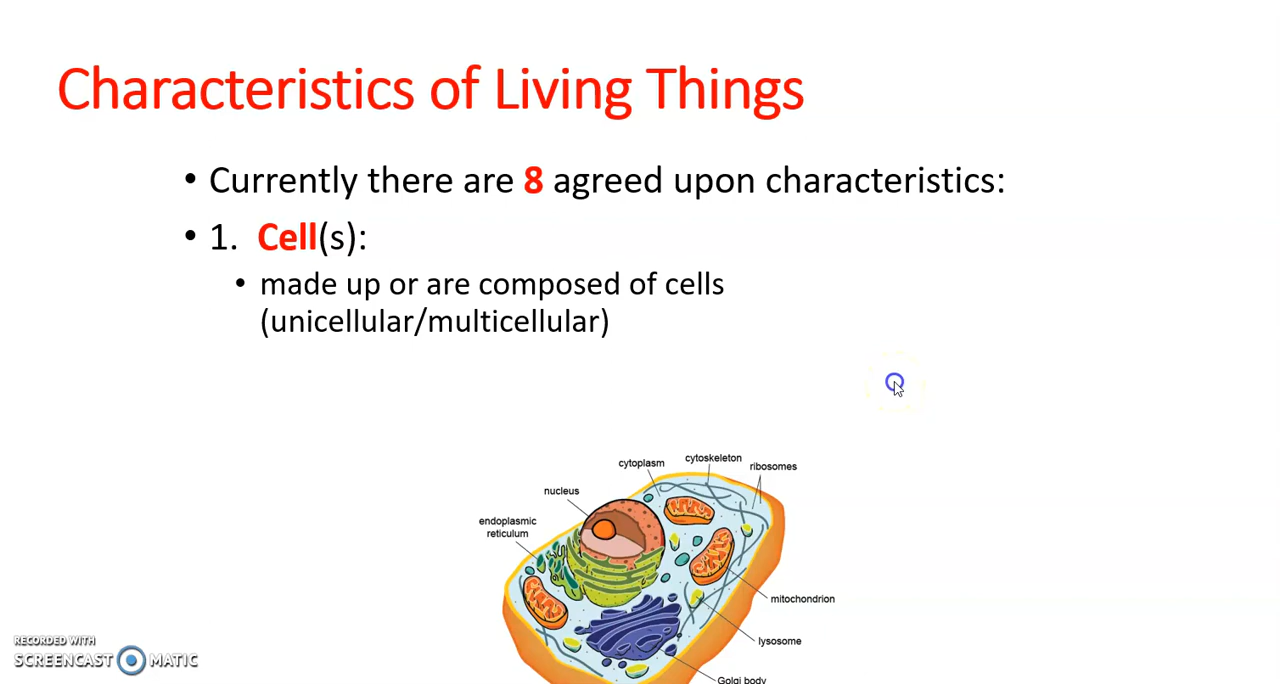 Characteristics of Living Things
• Currently there are 8 agreed upon characteristics:
• 1. Cell(s):
• made up or are composed of cells
(unicellular/multicellular)
cytoplasm
cytoskeleton
ribosomes
nucleus
endoplasmic
reticulum
mitochondrion
lysosome
Golgi body
RECORDED WITH
SCREENCAST MATIC